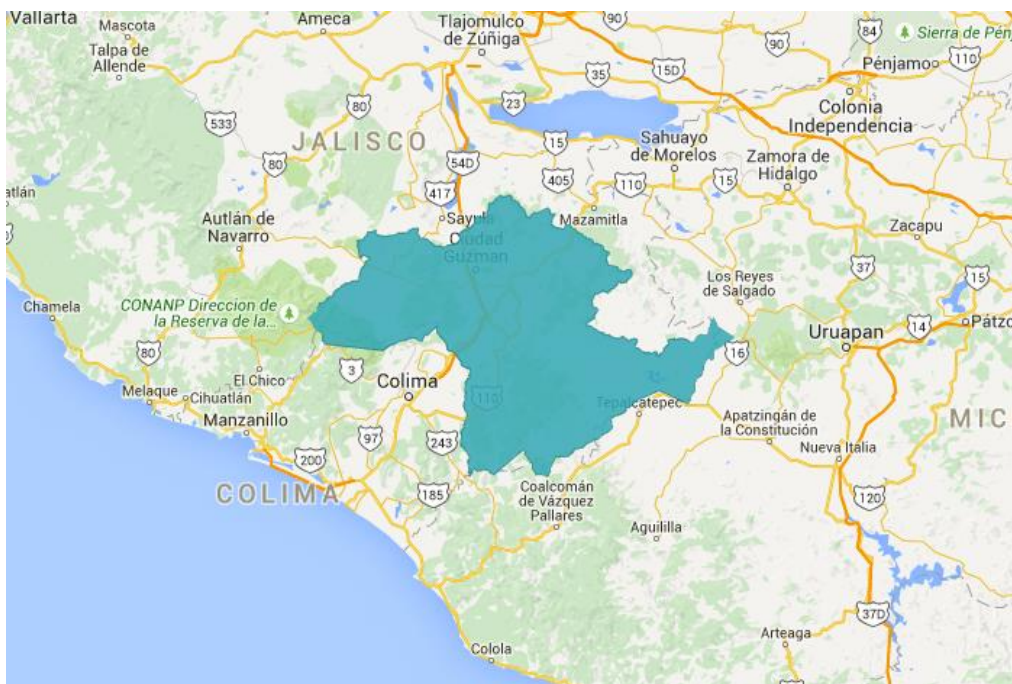 Vallarta
Mascota
Talpa de
Allende
Ameca
Tlajomulco
de Zúñiga
90
84
Sierra de Pénj
Pénjamo
110
90
15D
35
Colonia
Independencia
533
80
23
JALISCO
15
Sahuayo
de Morelos
Zamora de
Hidalgo
80
54D
417
405
110
15
atlán
Autlán de
Navarro
Sayula
Mazamitla
Zacapu
Ciudad
Guzmán
37
15
Los Reyes
de Salgado
Chamela
CONANP Direccion de
la Reserva de la...
Uruapan
14
Pátzc
80
3
16
El Chico
Colima
110
Melaque
Cihuatlán
Tepalcatepec
Manzanillo
Apatzingán de
la Constitución
MIC
97
243
Nueva Italia
200
COLIMA
185
Coalcomán
de Vázquez
Pallares
120
Aguililla
37D
Arteaga
Colola